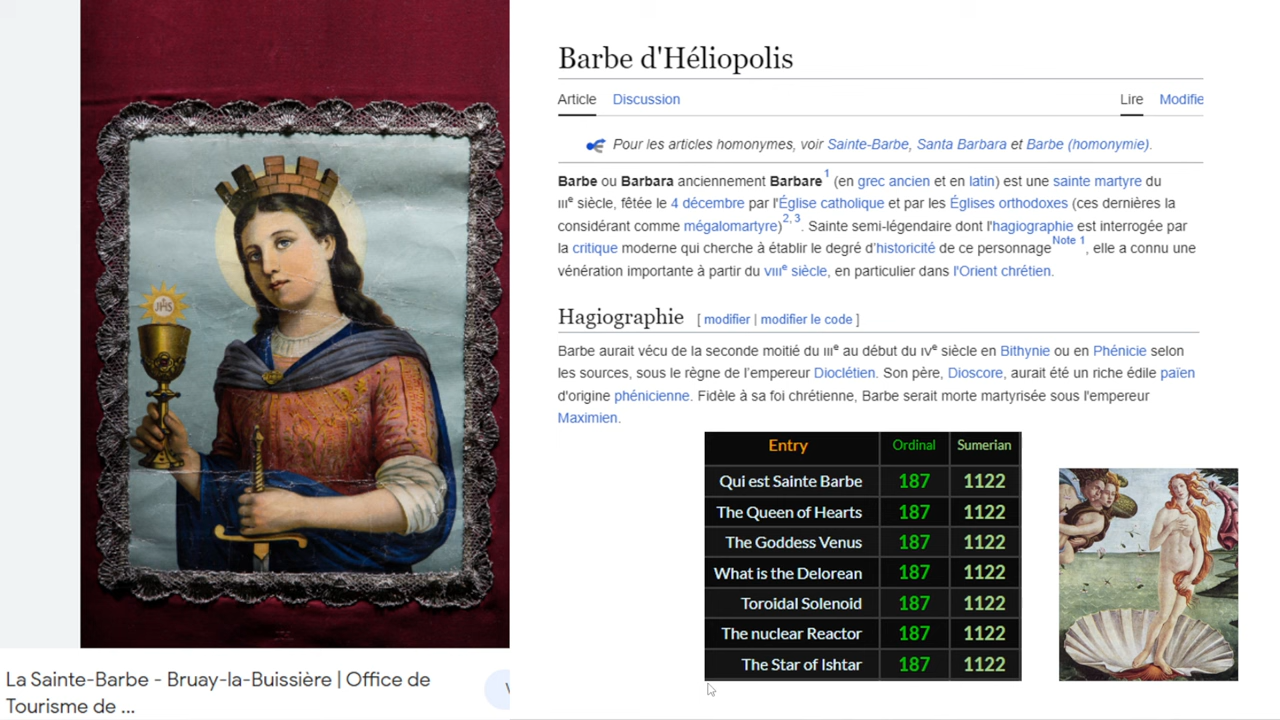 JHS
La Sainte-Barbe - Bruay-la-Buissière | Office de
Tourisme de ...
Barbe d'Héliopolis
Article Discussion Lire Modifie
Pour les articles homonymes, voir Sainte-Barbe, Santa Barbara et Barbe (homonymie).
Barbe ou Barbara anciennement Barbare1 (en grec ancien et en latin) est une sainte martyre du
IIIe siècle, fêtée le 4 décembre par l'Église catholique et par les Églises orthodoxes (ces dernières la
considérant comme mégalomartyre)2, 3. Sainte semi-légendaire dont l'hagiographie est interrogée par
la critique moderne qui cherche à établir le degré d'historicité de ce personnageNote 1, elle a connu une
vénération importante à partir du VIIIe siècle, en particulier dans l'Orient chrétien.
Hagiographie [ modifier | modifier le code ]
Barbe aurait vécu de la seconde moitié du IIIe au début du IVe siècle en Bithynie ou en Phénicie selon
les sources, sous le règne de l'empereur Dioclétien. Son père, Dioscore, aurait été un riche édile païen
d'origine phénicienne. Fidèle à sa foi chrétienne, Barbe serait morte martyrisée sous l'empereur
Maximien.
Entry Ordinal Sumerian
Qui est Sainte Barbe 187 1122
The Queen of Hearts 187 1122
The Goddess Venus 187 1122
What is the Delorean 187 1122
Toroidal Solenoid 187 1122
The nuclear Reactor 187 1122
The Star of Ishtar 187 1122